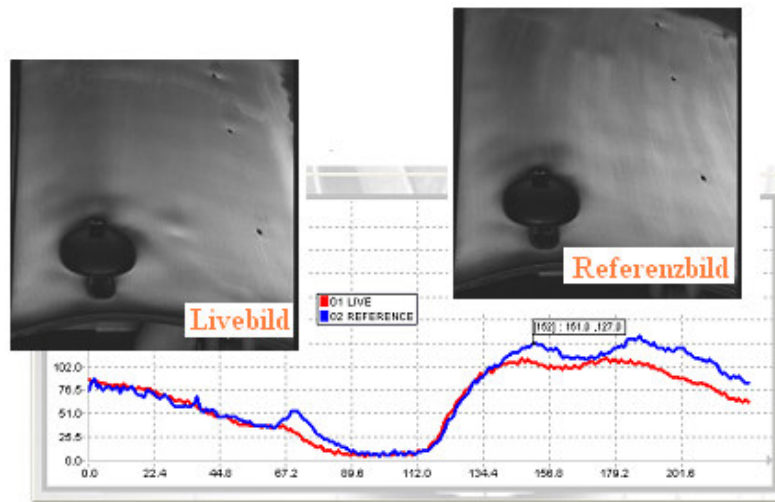 Livebild
Referenzbild
01 LIVE
02 REFERENCE
[152] : 151.0 ,127.0
102.0
76.5
51.0
25.5
0.0
0.0 22.4 44.8 67.2 89.6 112.0 134.4 156.8 179.2 201.6